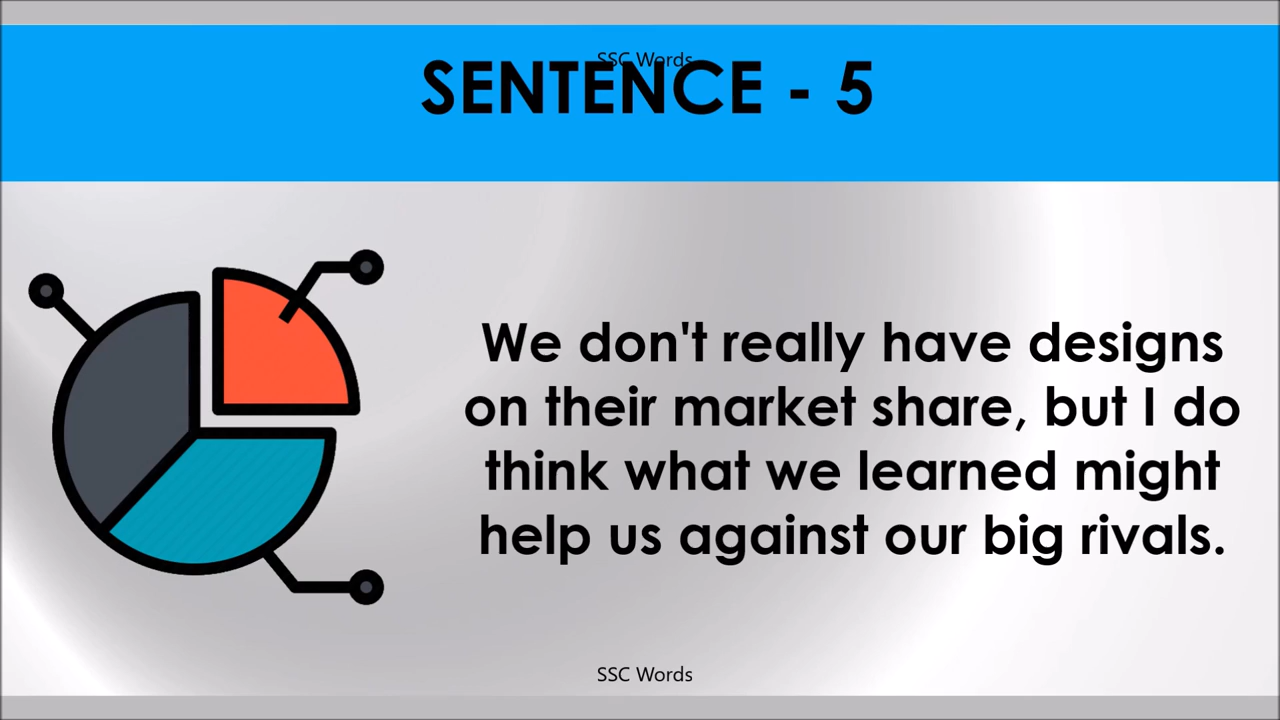 SSC Words
SENTENCE - 5
We don't really have designs
on their market share, but I do
think what we learned might
help us against our big rivals.
SSC Words